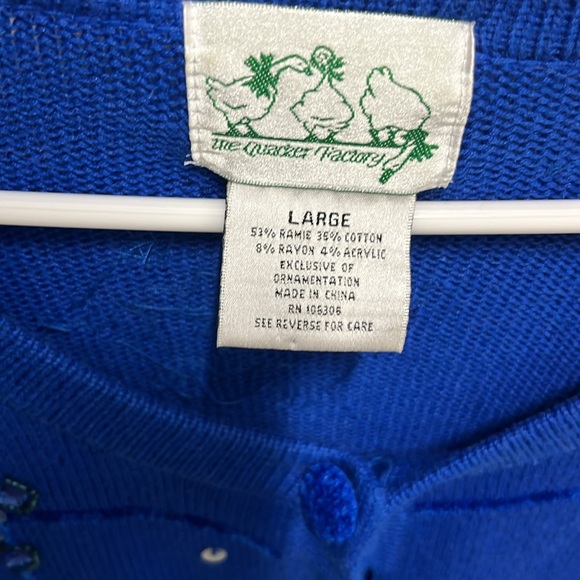 The Quacker Factory
LARGE
53% RAMIE 35% COTTON
8% RAYON 4% ACRYLIC
EXCLUSIVE OF
ORNAMENTATION
MADE IN CHINA
RN 106306
SEE REVERSE FOR CARE